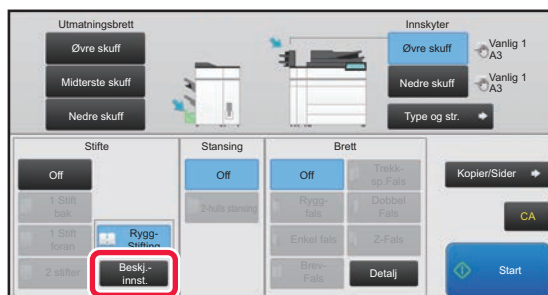 Utmatningsbrett
Innskyter
Øvre skuff
Midterste skuff
Nedre skuff
Øvre skuff
Vanlig 1
A3
Nedre skuff
Vanlig 1
A3
Type og str.
Stifte
Off
1 Stift
bak
1 Stift
foran
2 stifter
Rygg-
Stifting
Beskj.-
innst.
Stansing
Off
2-hulls stansing
Brett
Off
Trekk-
sp.Fals
Rygg-
fals
Dobbel
Fals
Enkel fals
Z-Fals
Brev-
Fals
Detalj
Kopier/Sider
CA
Start